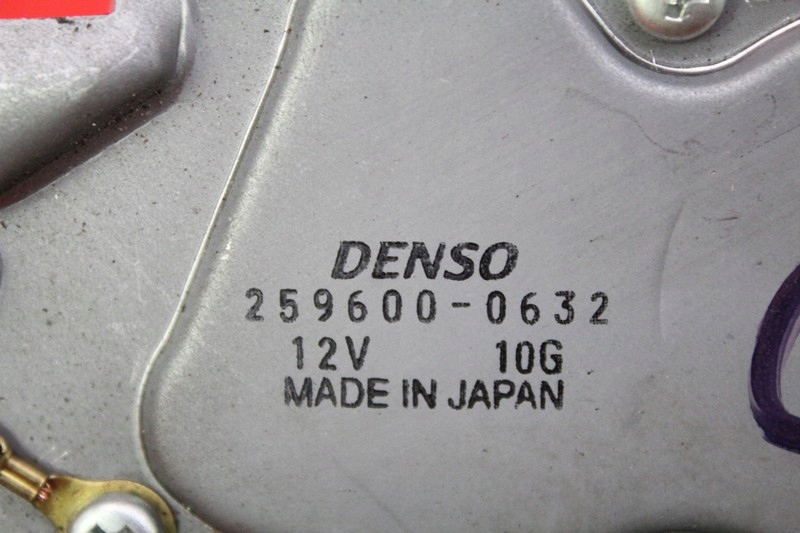 DENSO
259600-0632
12V 10G
MADE IN JAPAN